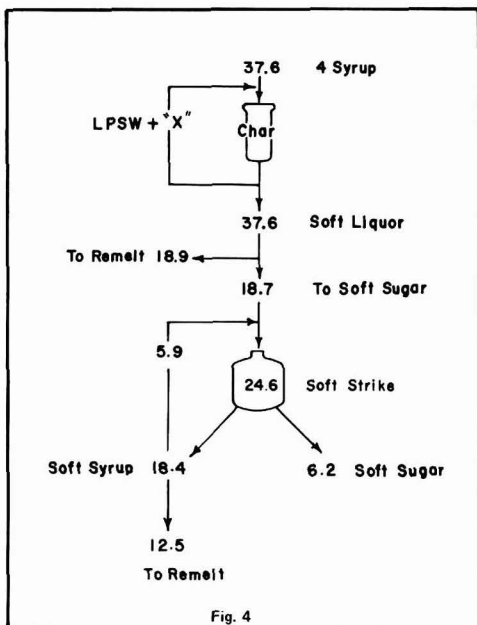 37.6 4 Syrup
LPSW + "X"
Char
37.6 Soft Liquor
To Remelt 18.9
18.7 To Soft Sugar
5.9
24.6 Soft Strike
Soft Syrup 18.4
6.2 Soft Sugar
12.5
To Remelt
Fig. 4